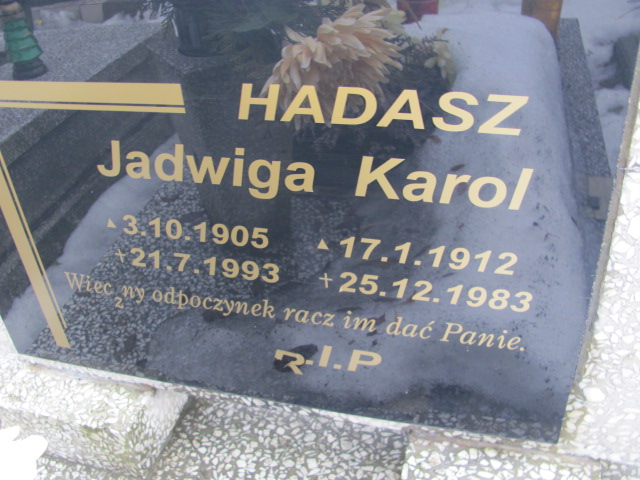 HADASZ
Jadwiga Karol
▲3.10.1905 ▲17.1.1912
+21.7.1993 +25.12.1983
Wiec2ny odpoczynek racz im dać Panie.
R.I.P